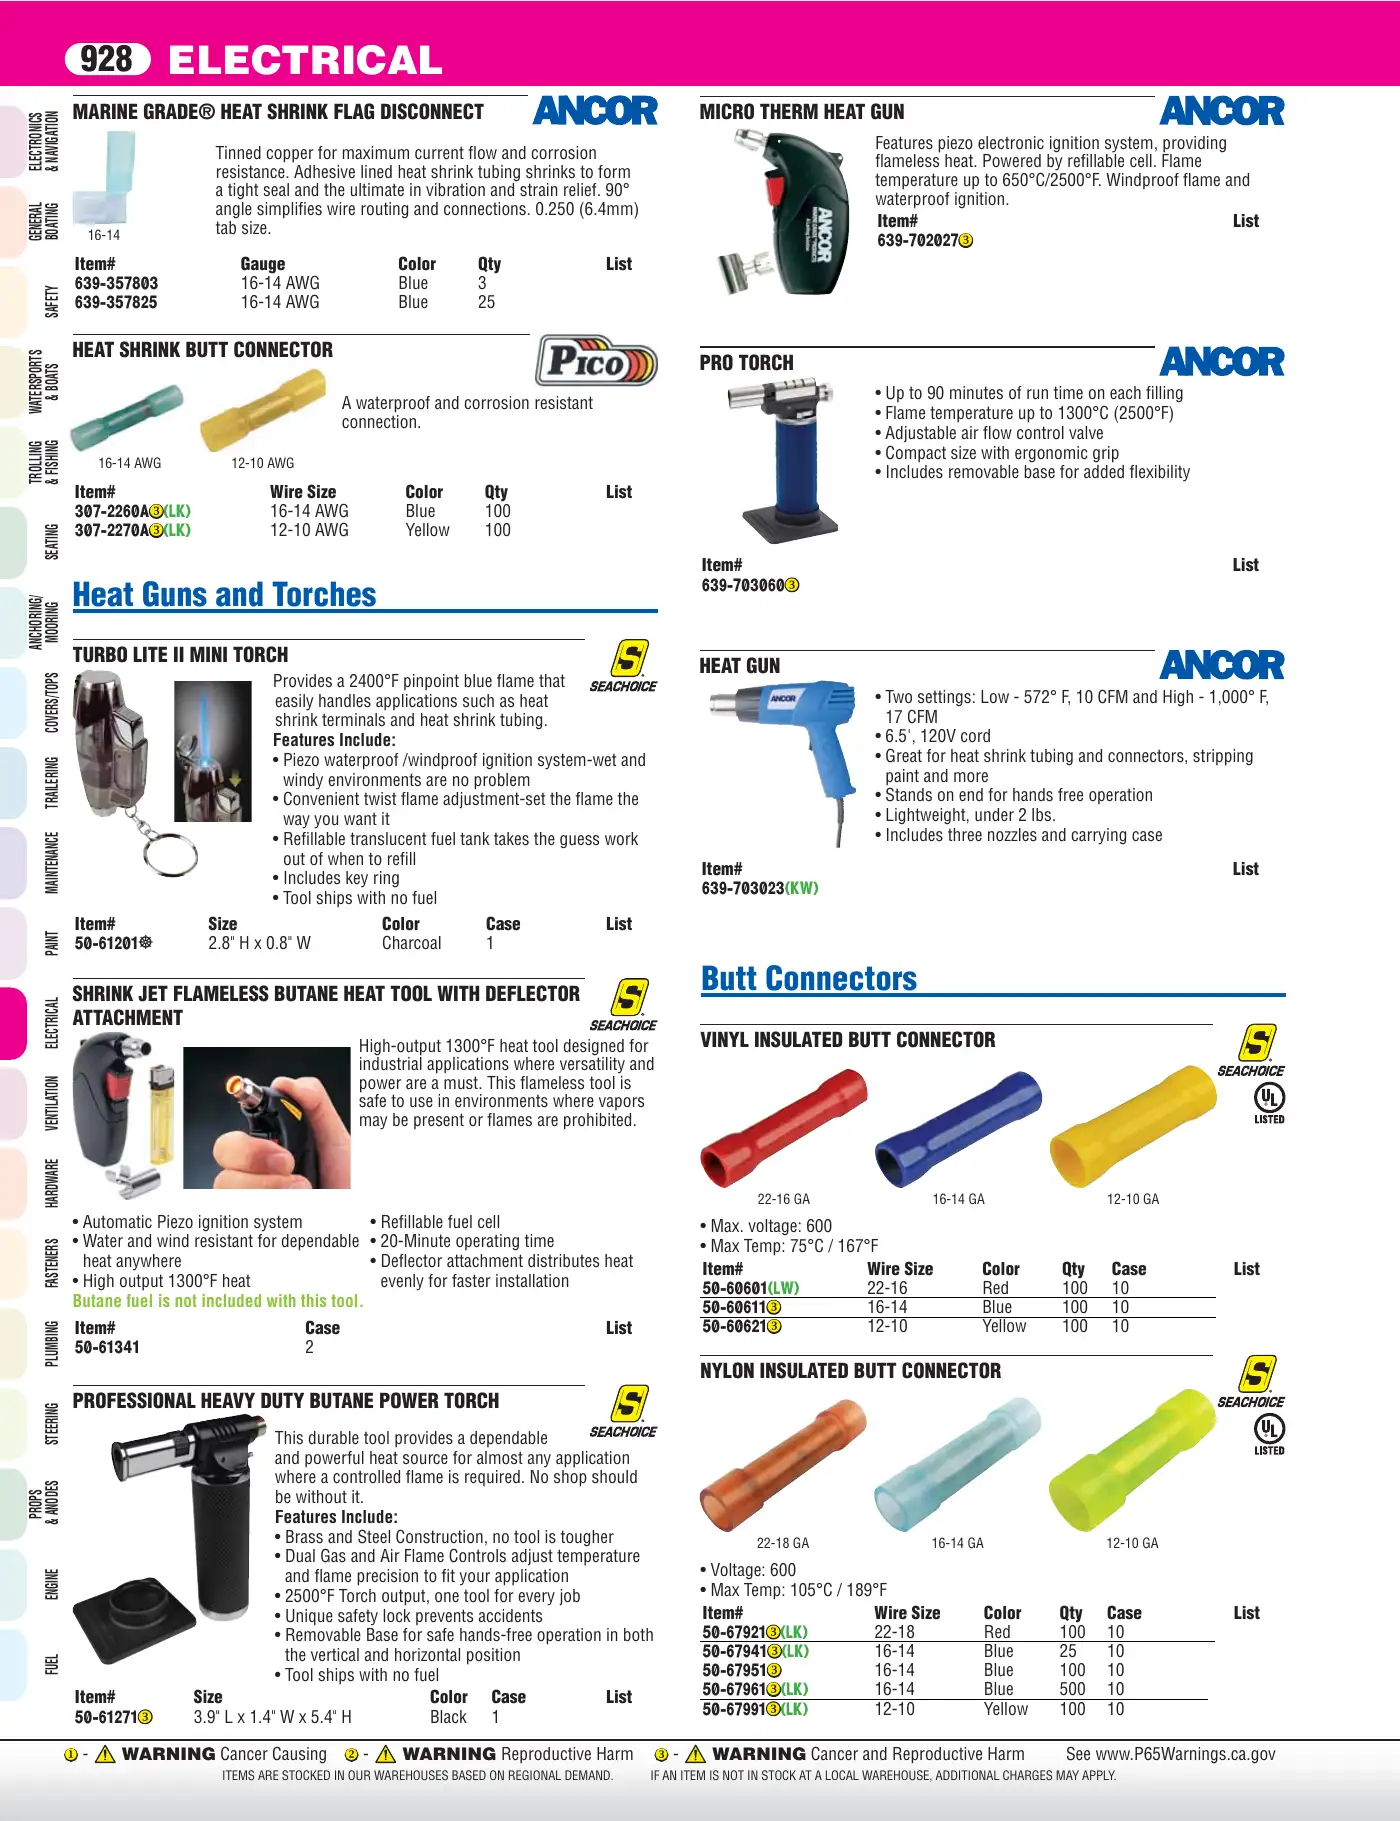 928 ELECTRICAL
ELECTRONICS
& NAVIGATION
GENERAL
BOATING
SAFETY
WATERSPORTS
& BOATS
TROLLING
& FISHING
SEATING
ANCHORING/
MOORING
COVERS/TOPS
TRAILERING
MAINTENANCE
PAINT
ELECTRICAL
VENTILATION
HARDWARE
FASTENERS
PLUMBING
STEERING
PROPS
& ANODES
ENGINE
FUEL
MARINE GRADE® HEAT SHRINK FLAG DISCONNECT
ANCOR
Tinned copper for maximum current flow and corrosion
resistance. Adhesive lined heat shrink tubing shrinks to form
a tight seal and the ultimate in vibration and strain relief. 90°
angle simplifies wire routing and connections. 0.250 (6.4mm)
tab size.
16-14
Item# Gauge Color Qty List
639-357803 16-14 AWG Blue 3
639-357825 16-14 AWG Blue 25
HEAT SHRINK BUTT CONNECTOR
PICO
A waterproof and corrosion resistant
connection.
16-14 AWG 12-10 AWG
Item# Wire Size Color Qty List
307-2260A3(LK) 16-14 AWG Blue 100
307-2270A3(LK) 12-10 AWG Yellow 100
Heat Guns and Torches
TURBO LITE II MINI TORCH
S
SEACHOICE
Provides a 2400°F pinpoint blue flame that
easily handles applications such as heat
shrink terminals and heat shrink tubing.
Features Include:
• Piezo waterproof /windproof ignition system-wet and
windy environments are no problem
• Convenient twist flame adjustment-set the flame the
way you want it
• Refillable translucent fuel tank takes the guess work
out of when to refill
• Includes key ring
• Tool ships with no fuel
Item# Size Color Case List
50-61201 2.8" H x 0.8" W Charcoal 1
SHRINK JET FLAMELESS BUTANE HEAT TOOL WITH DEFLECTOR
ATTACHMENT
S
SEACHOICE
High-output 1300°F heat tool designed for
industrial applications where versatility and
power are a must. This flameless tool is
safe to use in environments where vapors
may be present or flames are prohibited.
• Automatic Piezo ignition system
• Water and wind resistant for dependable
heat anywhere
• High output 1300°F heat
• Refillable fuel cell
• 20-Minute operating time
• Deflector attachment distributes heat
evenly for faster installation
Butane fuel is not included with this tool.
Item# Case List
50-61341 2
PROFESSIONAL HEAVY DUTY BUTANE POWER TORCH
S
SEACHOICE
This durable tool provides a dependable
and powerful heat source for almost any application
where a controlled flame is required. No shop should
be without it.
Features Include:
• Brass and Steel Construction, no tool is tougher
• Dual Gas and Air Flame Controls adjust temperature
and flame precision to fit your application
• 2500°F Torch output, one tool for every job
• Unique safety lock prevents accidents
• Removable Base for safe hands-free operation in both
the vertical and horizontal position
• Tool ships with no fuel
Item# Size Color Case List
50-612713 3.9" L x 1.4" W x 5.4" H Black 1
MICRO THERM HEAT GUN
ANCOR
Features piezo electronic ignition system, providing
flameless heat. Powered by refillable cell. Flame
temperature up to 650°C/2500°F. Windproof flame and
waterproof ignition.
ANCOR
Item# List
639-7020273
PRO TORCH
ANCOR
• Up to 90 minutes of run time on each filling
• Flame temperature up to 1300°C (2500°F)
• Adjustable air flow control valve
• Compact size with ergonomic grip
• Includes removable base for added flexibility
Item# List
639-7030603
HEAT GUN
ANCOR
ANCOR
• Two settings: Low - 572° F, 10 CFM and High - 1,000° F,
17 CFM
• 6.5', 120V cord
• Great for heat shrink tubing and connectors, stripping
paint and more
• Stands on end for hands free operation
• Lightweight, under 2 lbs.
• Includes three nozzles and carrying case
Item# List
639-703023(KW)
Butt Connectors
VINYL INSULATED BUTT CONNECTOR
S
SEACHOICE
UL
LISTED
22-16 GA 16-14 GA 12-10 GA
• Max. voltage: 600
• Max Temp: 75°C / 167°F
Item# Wire Size Color Qty Case List
50-60601(LW) 22-16 Red 100 10
50-606113 16-14 Blue 100 10
50-606213 12-10 Yellow 100 10
NYLON INSULATED BUTT CONNECTOR
S
SEACHOICE
UL
LISTED
22-18 GA 16-14 GA 12-10 GA
• Voltage: 600
• Max Temp: 105°C / 189°F
Item# Wire Size Color Qty Case List
50-679213(LK) 22-18 Red 100 10
50-679413(LK) 16-14 Blue 25 10
50-679513 16-14 Blue 100 10
50-679613(LK) 16-14 Blue 500 10
50-679913(LK) 12-10 Yellow 100 10
1 - WARNING Cancer Causing 2 - WARNING Reproductive Harm 3 - WARNING Cancer and Reproductive Harm See www.P65Warnings.ca.gov
ITEMS ARE STOCKED IN OUR WAREHOUSES BASED ON REGIONAL DEMAND. IF AN ITEM IS NOT IN STOCK AT A LOCAL WAREHOUSE, ADDITIONAL CHARGES MAY APPLY.